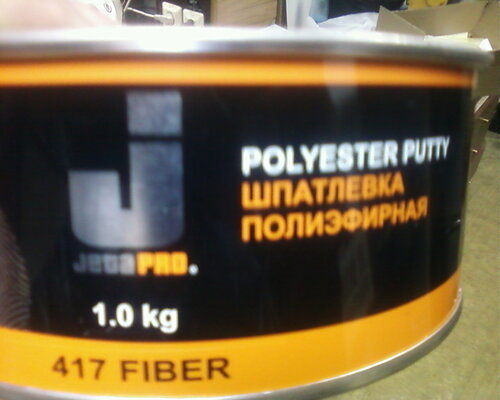 POLYESTER PUTTY
ШПАТЛЕВКА
ПОЛИЭФИРНАЯ
JetaPRO.
1.0 kg
417 FIBER